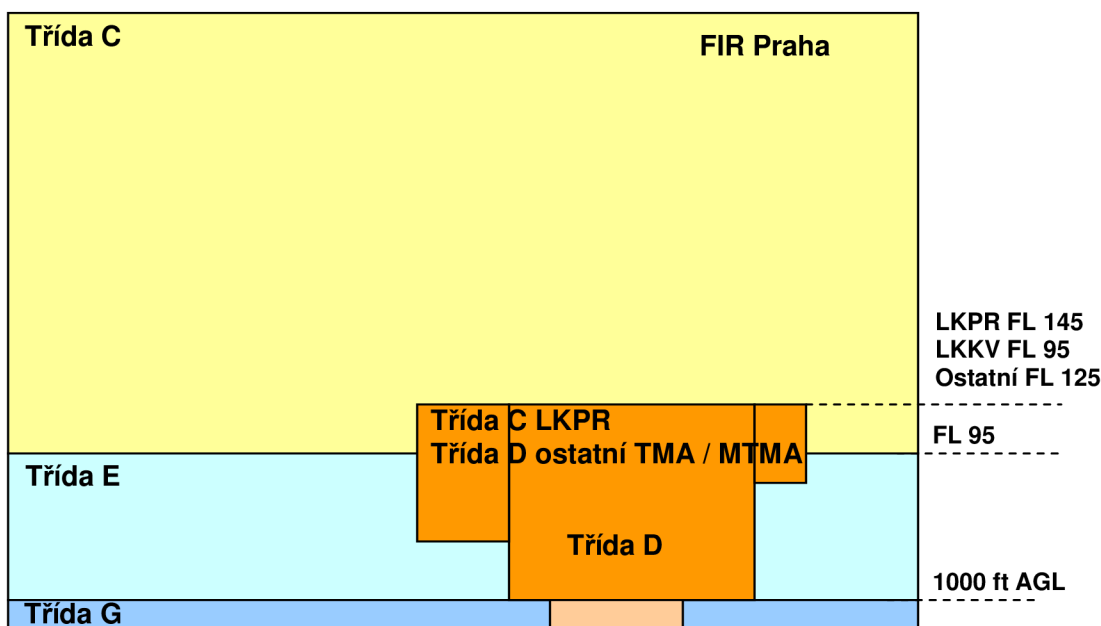 Třída C
FIR Praha
LKPR FL 145
LKKV FL 95
Ostatní FL 125
Třída C LKPR
FL 95
Třída D ostatní TMA / MTMA
Třída E
Třída D
1000 ft AGL
Třída G